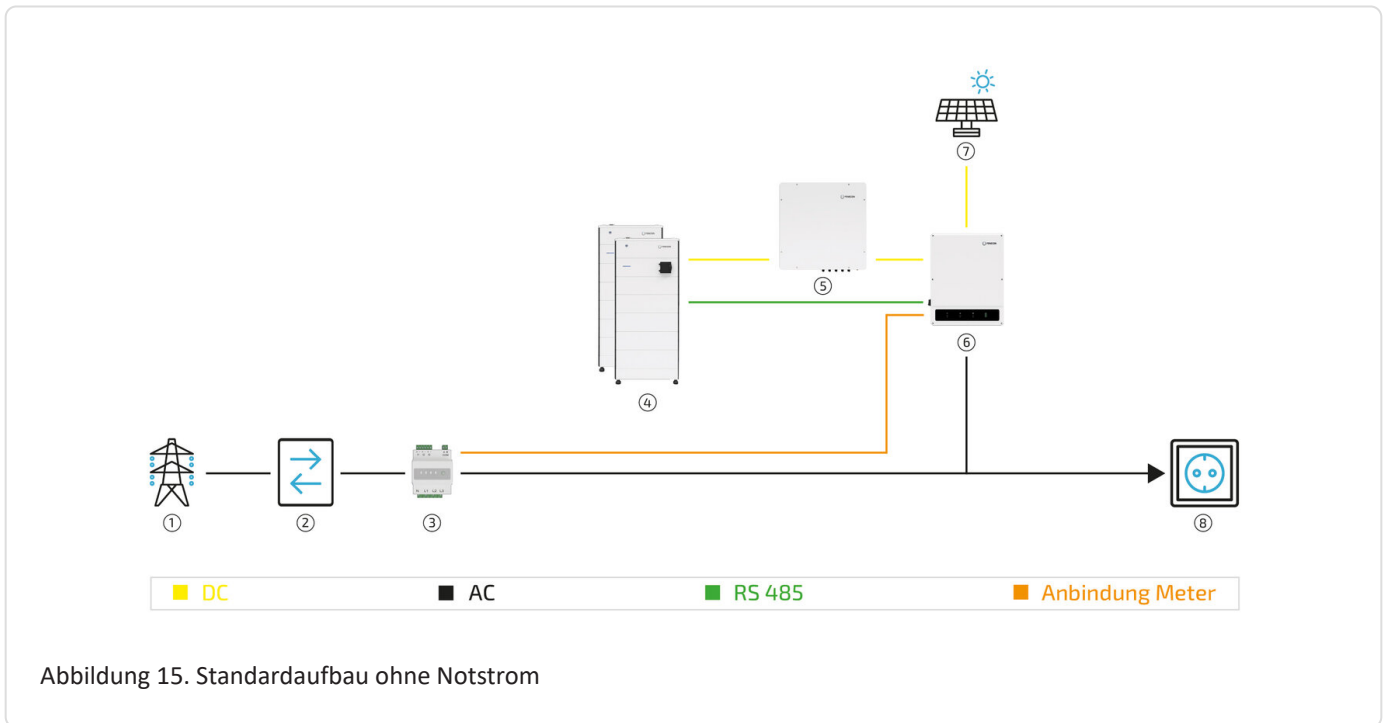 ⑦
⑤
⑥
④
①
②
③
⑧
DC
AC
RS 485
Anbindung Meter
Abbildung 15. Standardaufbau ohne Notstrom